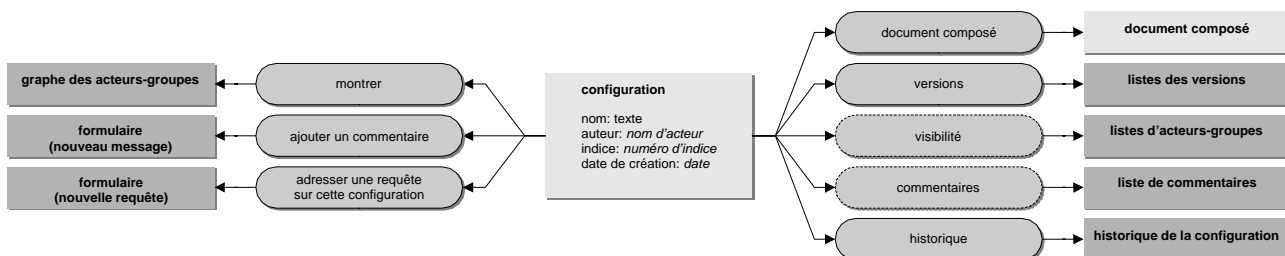 graphe des acteurs-groupes
montrer
formulaire
(nouveau message)
ajouter un commentaire
formulaire
(nouvelle requête)
adresser une requête
sur cette configuration
configuration
nom: texte
auteur: nom d'acteur
indice: numéro d'indice
date de création: date
document composé
document composé
versions
listes des versions
visibilité
listes d'acteurs-groupes
commentaires
liste de commentaires
historique
historique de la configuration